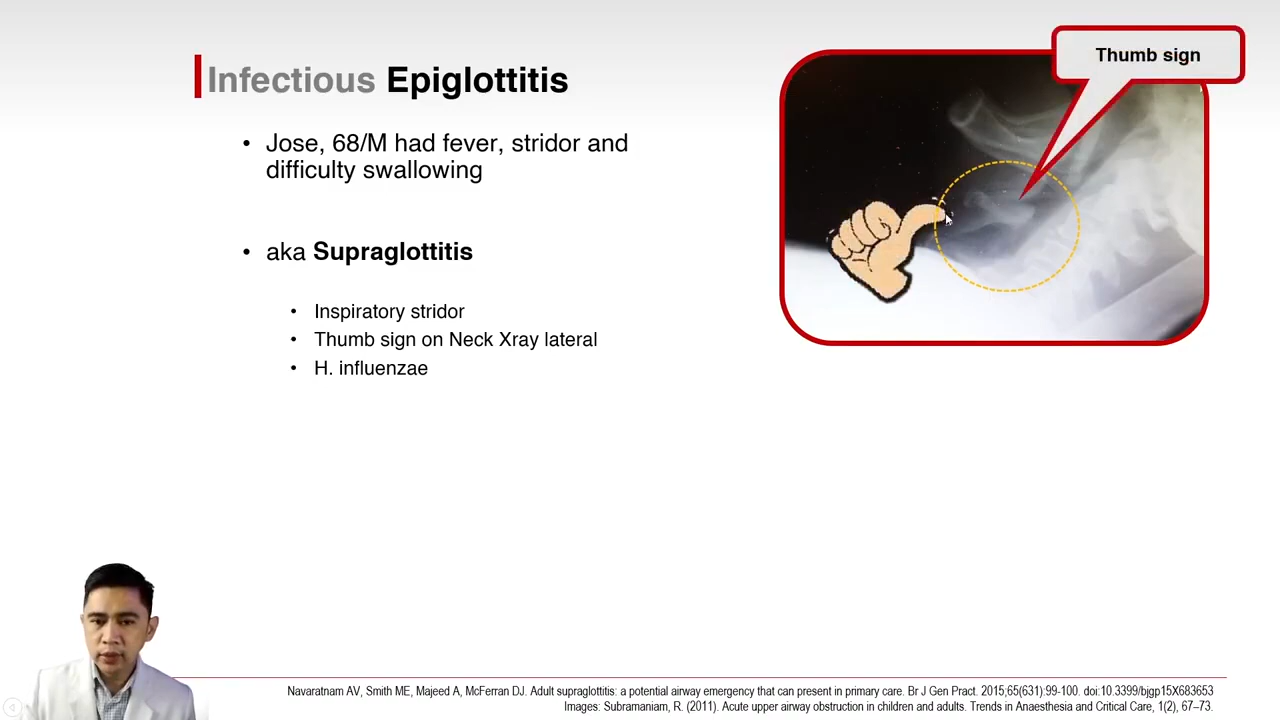 Infectious Epiglottitis
Thumb sign
• Jose, 68/M had fever, stridor and
difficulty swallowing
• aka Supraglottitis
• Inspiratory stridor
• Thumb sign on Neck Xray lateral
• H. influenzae
Navaratnam AV, Smith ME, Majeed A, McFerran DJ. Adult supraglottitis: a potential airway emergency that can present in primary care. Br J Gen Pract. 2015;65(631):99-100. doi:10.3399/bjgp15X683653
Images: Subramaniam, R. (2011). Acute upper airway obstruction in children and adults. Trends in Anaesthesia and Critical Care, 1(2), 67–73.